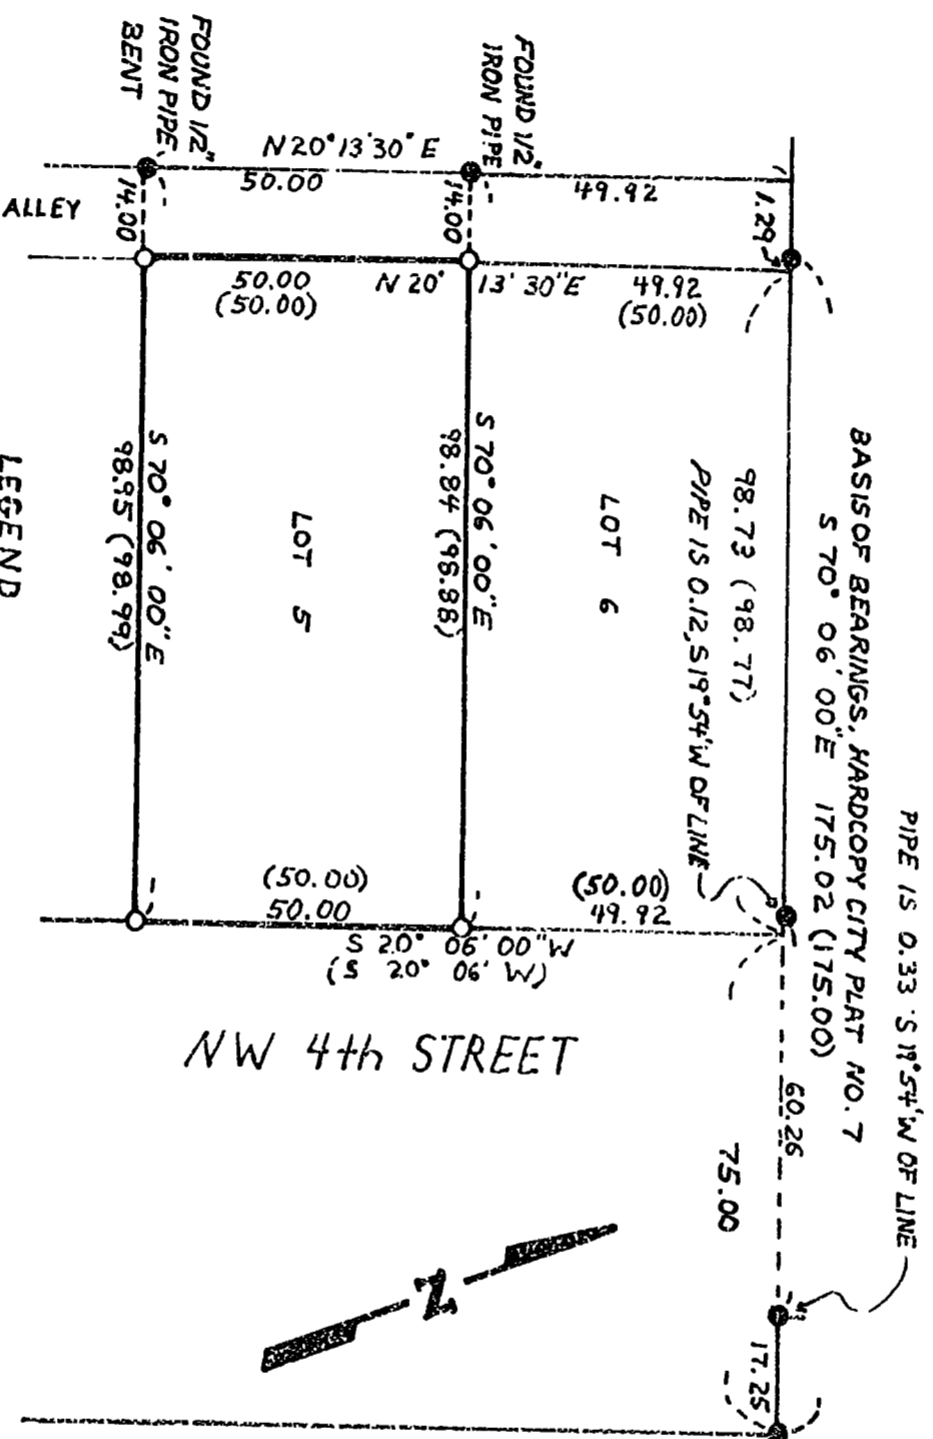 FOUND 1/2"
IRON PIPE
BENT
FOUND 1/2"
IRON PIPE
N 20° 13' 30" E
50.00
49.92
ALLEY
14.00
14.00
1.29
50.00
(50.00)
N 20° 13' 30" E
49.92
(50.00)
BASIS OF BEARINGS, HARDCOPY CITY PLAT NO. 7
S 70° 06' 00" E 175.02 (175.00)
98.73 (98.77)
PIPE IS 0.12, S 19° 54' W OF LINE
PIPE IS 0.33 S 19° 54' W OF LINE
LOT 6
S 70° 06' 00" E
98.84 (98.88)
LOT 5
S 70° 06' 00" E
98.95 (98.99)
LEGEND
(50.00)
50.00
(50.00)
49.92
S 20° 06' 00" W
(S 20° 06' W)
NW 4th STREET
60.26
75.00
17.25
N